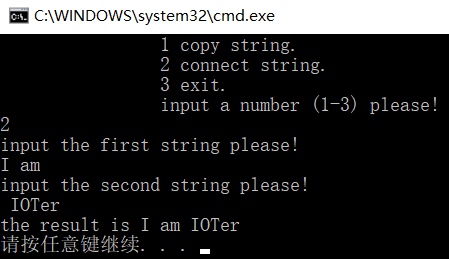 C:\WINDOWS\system32\cmd.exe
1 copy string.
2 connect string.
3 exit.
input a number (1-3) please!
2
input the first string please!
I am
input the second string please!
 IOTer
the result is I am IOTer
请按任意键继续. . .